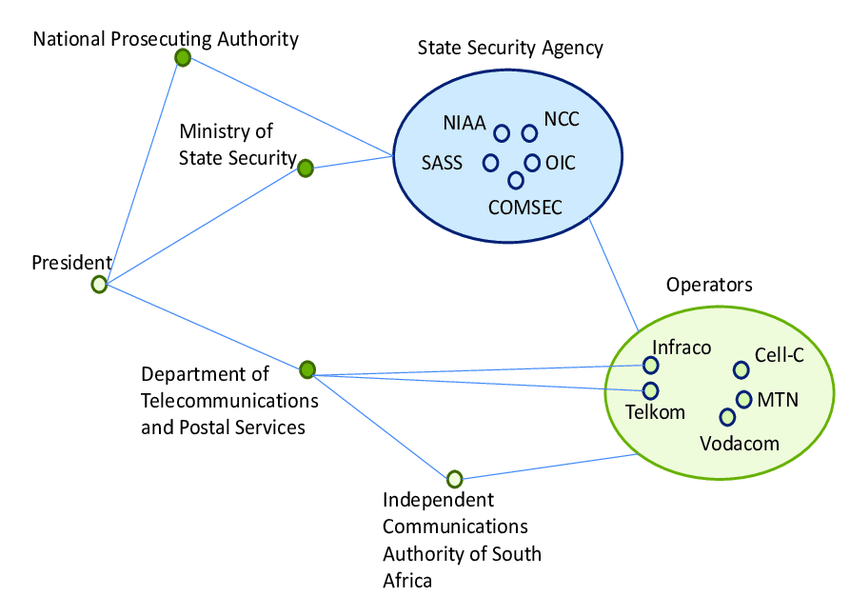 National Prosecuting Authority
State Security Agency
NIAA
NCC
Ministry of
State Security
SASS
OIC
COMSEC
President
Operators
Infraco
Cell-C
Department of
Telecommunications
and Postal Services
Telkom
MTN
Vodacom
Independent
Communications
Authority of South
Africa